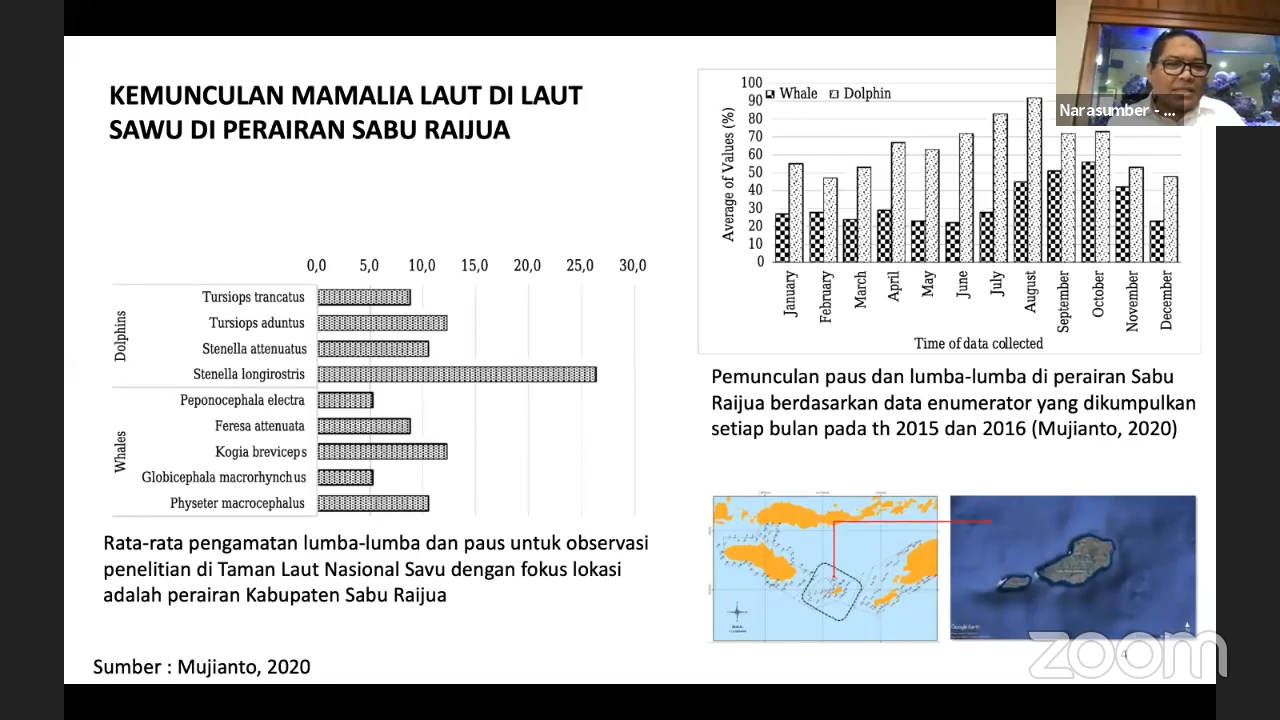 KEMUNCULAN MAMALIA LAUT DI LAUT
SAWU DI PERAIRAN SABU RAIJUA
0,0 5,0 10,0 15,0 20,0 25,0 30,0
Dolphins
Tursiops trancatus
Tursiops aduntus
Stenella attenuatus
Stenella longirostris
Whales
Peponocephala electra
Feresa attenuata
Kogia breviceps
Globicephala macrorhynchus
Physeter macrocephalus
Rata-rata pengamatan lumba-lumba dan paus untuk observasi
penelitian di Taman Laut Nasional Savu dengan fokus lokasi
adalah perairan Kabupaten Sabu Raijua
Sumber : Mujianto, 2020
Average of Values (%)
100
90
80
70
60
50
40
30
20
10
0
Whale Dolphin
January
February
March
April
May
June
July
August
September
October
November
December
Time of data collected
Pemunculan paus dan lumba-lumba di perairan Sabu
Raijua berdasarkan data enumerator yang dikumpulkan
setiap bulan pada th 2015 dan 2016 (Mujianto, 2020)
Google Earth
4
zoom
Narasumber - ...